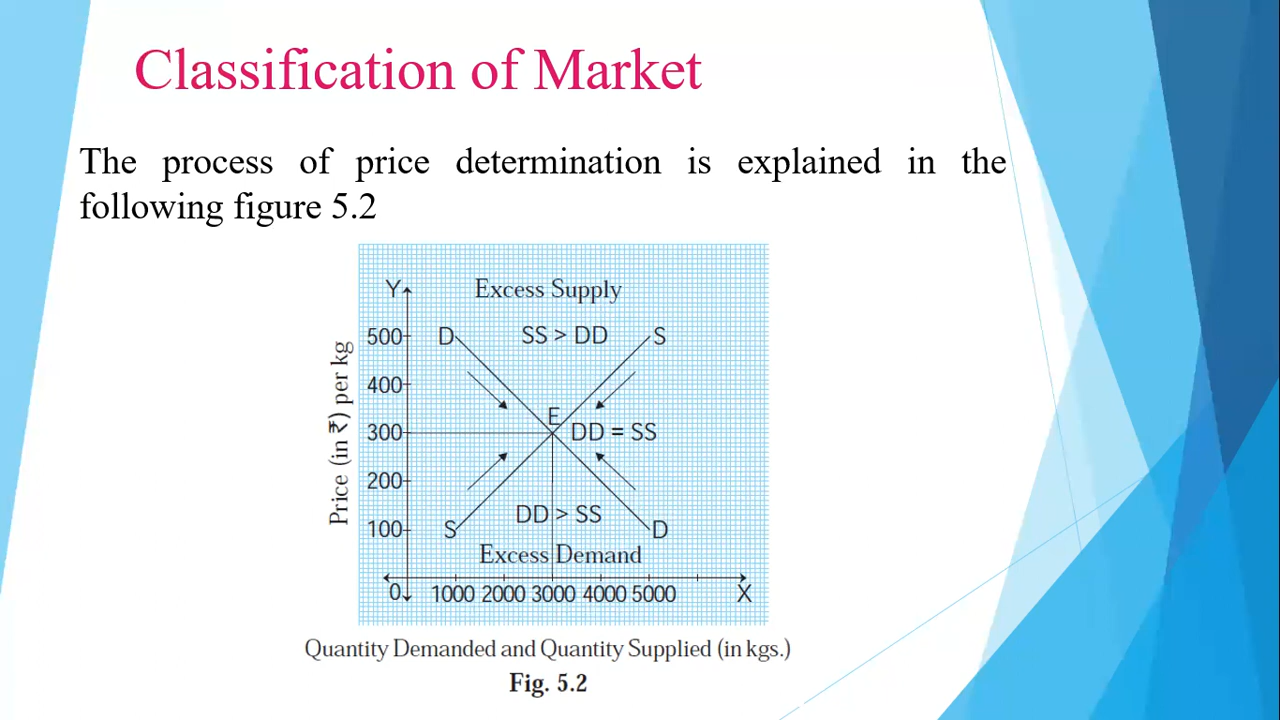 Classification of Market
The process of price determination is explained in the
following figure 5.2
Y
Excess Supply
500
D
SS > DD
S
400
E
300
DD = SS
200
DD > SS
100
S
D
Excess Demand
0
1000 2000 3000 4000 5000
X
Price (in ₹) per kg
Quantity Demanded and Quantity Supplied (in kgs.)
Fig. 5.2